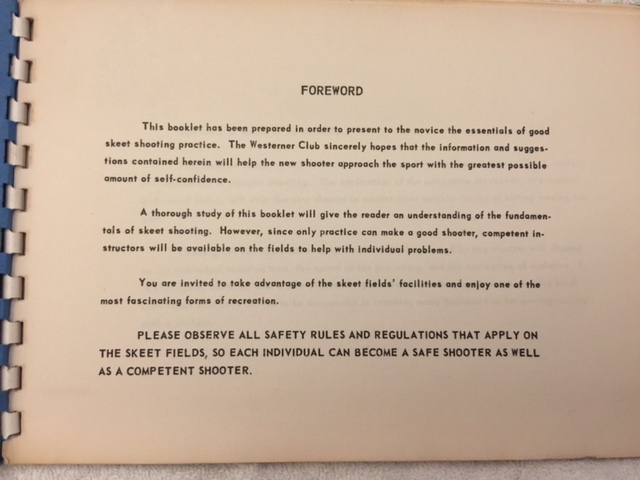 FOREWORD
This booklet has been prepared in order to present to the novice the essentials of good
skeet shooting practice. The Westerner Club sincerely hopes that the information and sugges-
tions contained herein will help the new shooter approach the sport with the greatest possible
amount of self-confidence.
A thorough study of this booklet will give the reader an understanding of the fundamen-
tals of skeet shooting. However, since only practice can make a good shooter, competent in-
structors will be available on the fields to help with individual problems.
You are invited to take advantage of the skeet fields' facilities and enjoy one of the
most fascinating forms of recreation.
PLEASE OBSERVE ALL SAFETY RULES AND REGULATIONS THAT APPLY ON
THE SKEET FIELDS, SO EACH INDIVIDUAL CAN BECOME A SAFE SHOOTER AS WELL
AS A COMPETENT SHOOTER.